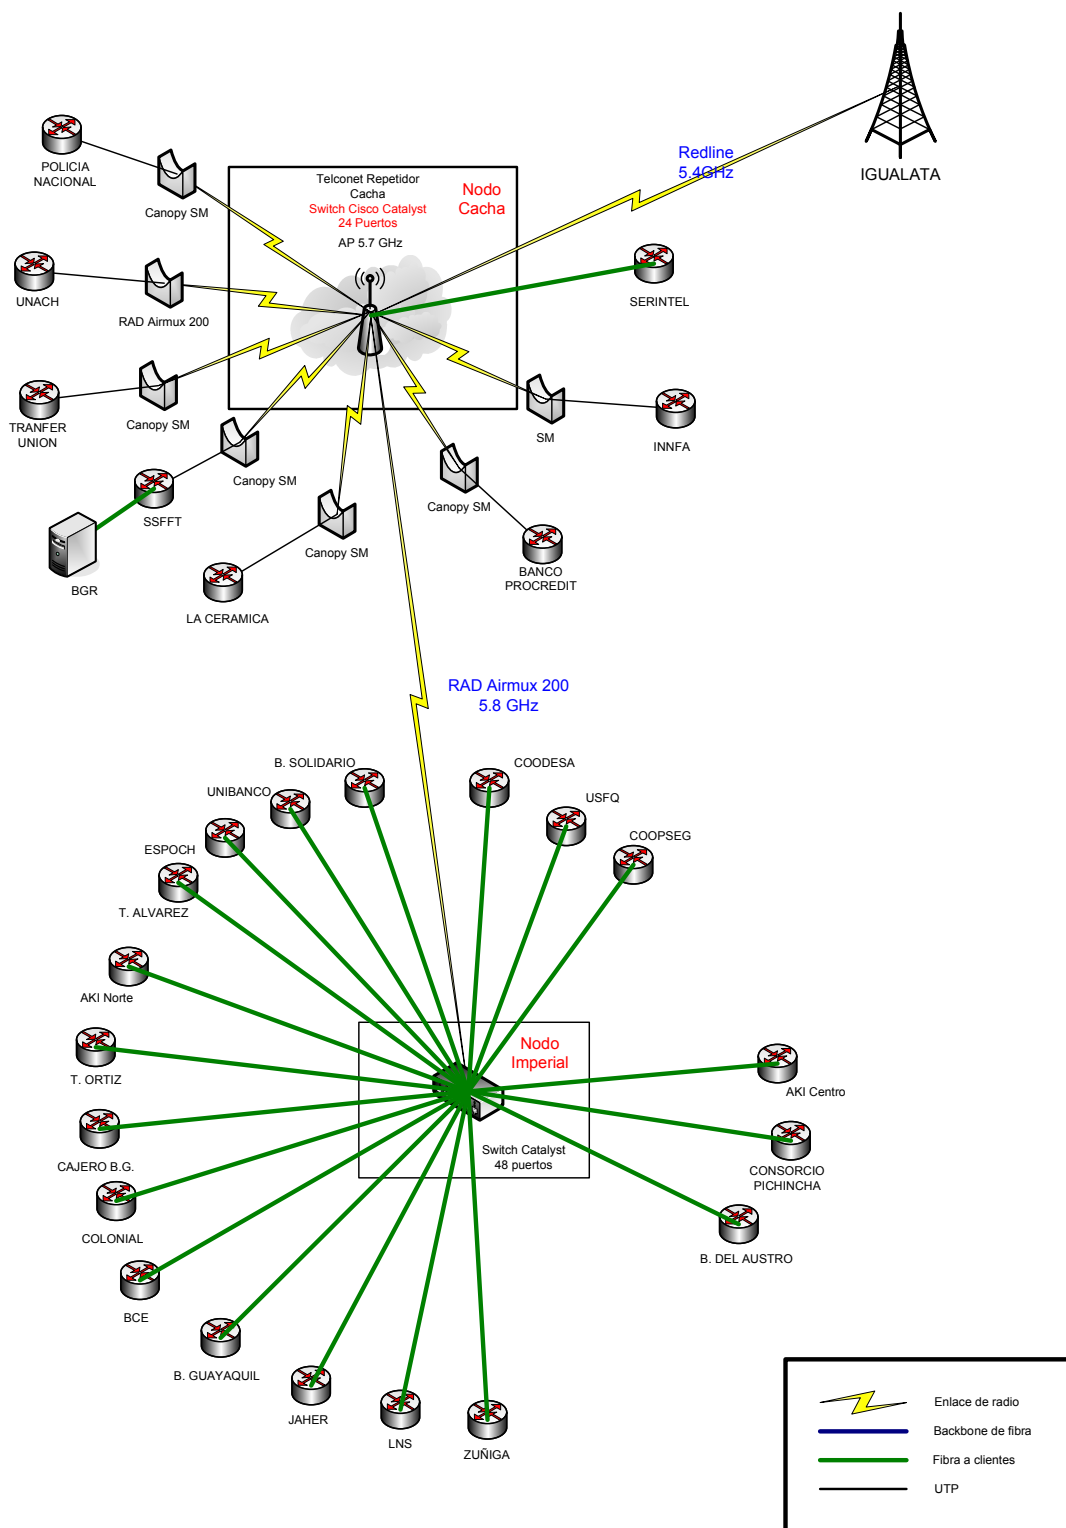 Redline
5.4GHz
IGUALATA
POLICIA
NACIONAL
Canopy SM
Telconet Repetidor
Cacha
Switch Cisco Catalyst
24 Puertos
AP 5.7 GHz
Nodo
Cacha
UNACH
RAD Airmux 200
SERINTEL
TRANFER
UNION
Canopy SM
SM
INNFA
Canopy SM
Canopy SM
SSFFT
BGR
Canopy SM
BANCO
PROCREDIT
LA CERAMICA
RAD Airmux 200
5.8 GHz
B. SOLIDARIO
COODESA
UNIBANCO
USFQ
ESPOCH
COOPSEG
T. ALVAREZ
AKI Norte
Nodo
Imperial
T. ORTIZ
AKI Centro
Switch Catalyst
48 puertos
CAJERO B.G.
CONSORCIO
PICHINCHA
COLONIAL
B. DEL AUSTRO
BCE
B. GUAYAQUIL
JAHER
LNS
ZUÑIGA
Enlace de radio
Backbone de fibra
Fibra a clientes
UTP